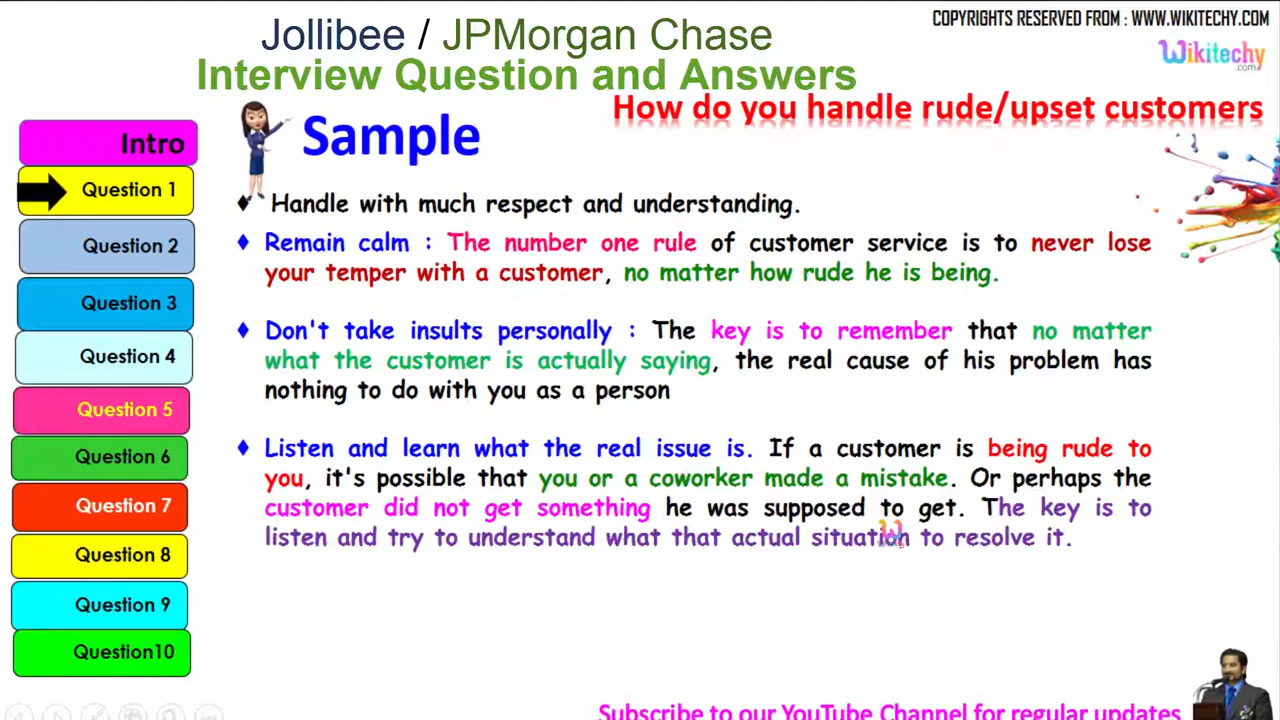 COPYRIGHTS RESERVED FROM : WWW.WIKITECHY.COM
Jollibee / JPMorgan Chase
Wikitechy
.com
Interview Question and Answers
How do you handle rude/upset customers
Sample
Intro
Question 1
Question 2
Question 3
Question 4
Question 5
Question 6
Question 7
Question 8
Question 9
Question10
♦ Handle with much respect and understanding.
♦ Remain calm : The number one rule of customer service is to never lose
your temper with a customer, no matter how rude he is being.
♦ Don't take insults personally : The key is to remember that no matter
what the customer is actually saying, the real cause of his problem has
nothing to do with you as a person
♦ Listen and learn what the real issue is. If a customer is being rude to
you, it's possible that you or a coworker made a mistake. Or perhaps the
customer did not get something he was supposed to get. The key is to
listen and try to understand what that actual situation to resolve it.
Subscribe to our YouTube Channel for regular updates